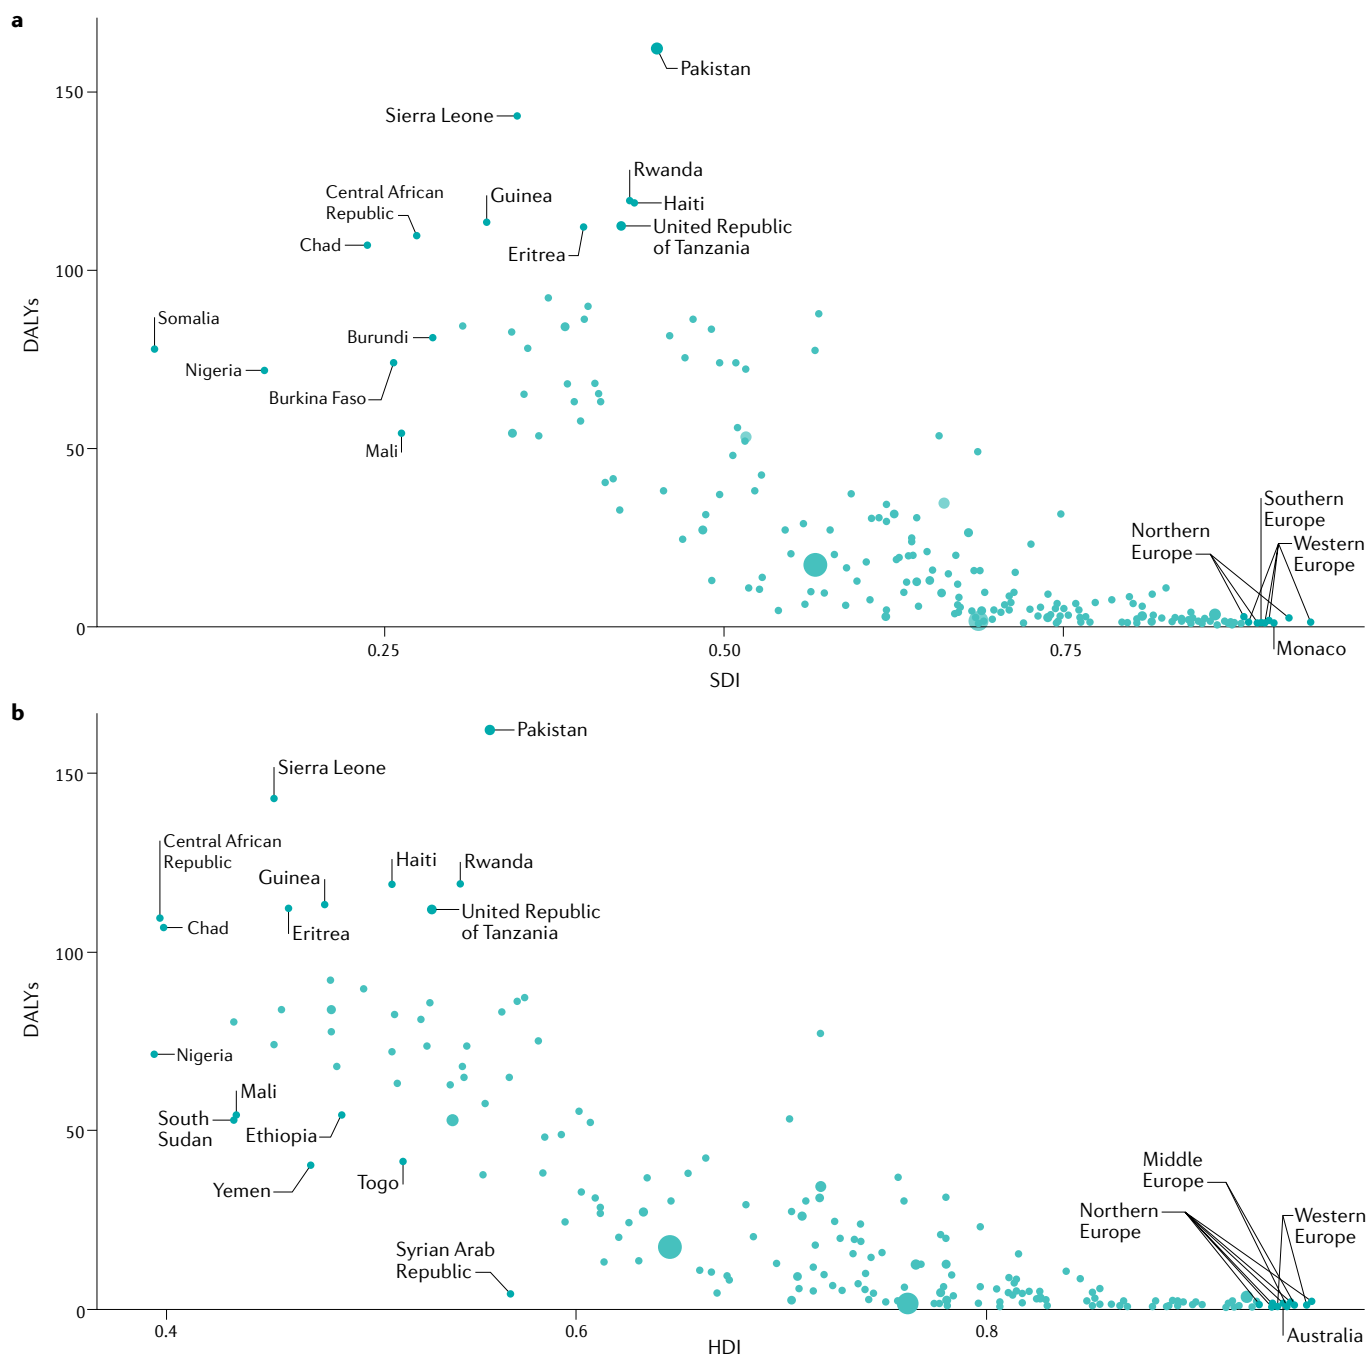 a
150
100
50
0
DALYs
Pakistan
Sierra Leone
Rwanda
Central African
Republic
Guinea
Haiti
United Republic
of Tanzania
Chad
Eritrea
Somalia
Burundi
Nigeria
Burkina Faso
Mali
Southern
Europe
Northern
Europe
Western
Europe
Monaco
0.25
0.50
0.75
SDI
b
150
100
50
0
DALYs
Pakistan
Sierra Leone
Central African
Republic
Haiti
Rwanda
Guinea
United Republic
of Tanzania
Chad
Eritrea
Nigeria
Mali
South
Sudan
Ethiopia
Yemen
Togo
Syrian Arab
Republic
Middle
Europe
Northern
Europe
Western
Europe
Australia
0.4
0.6
0.8
HDI